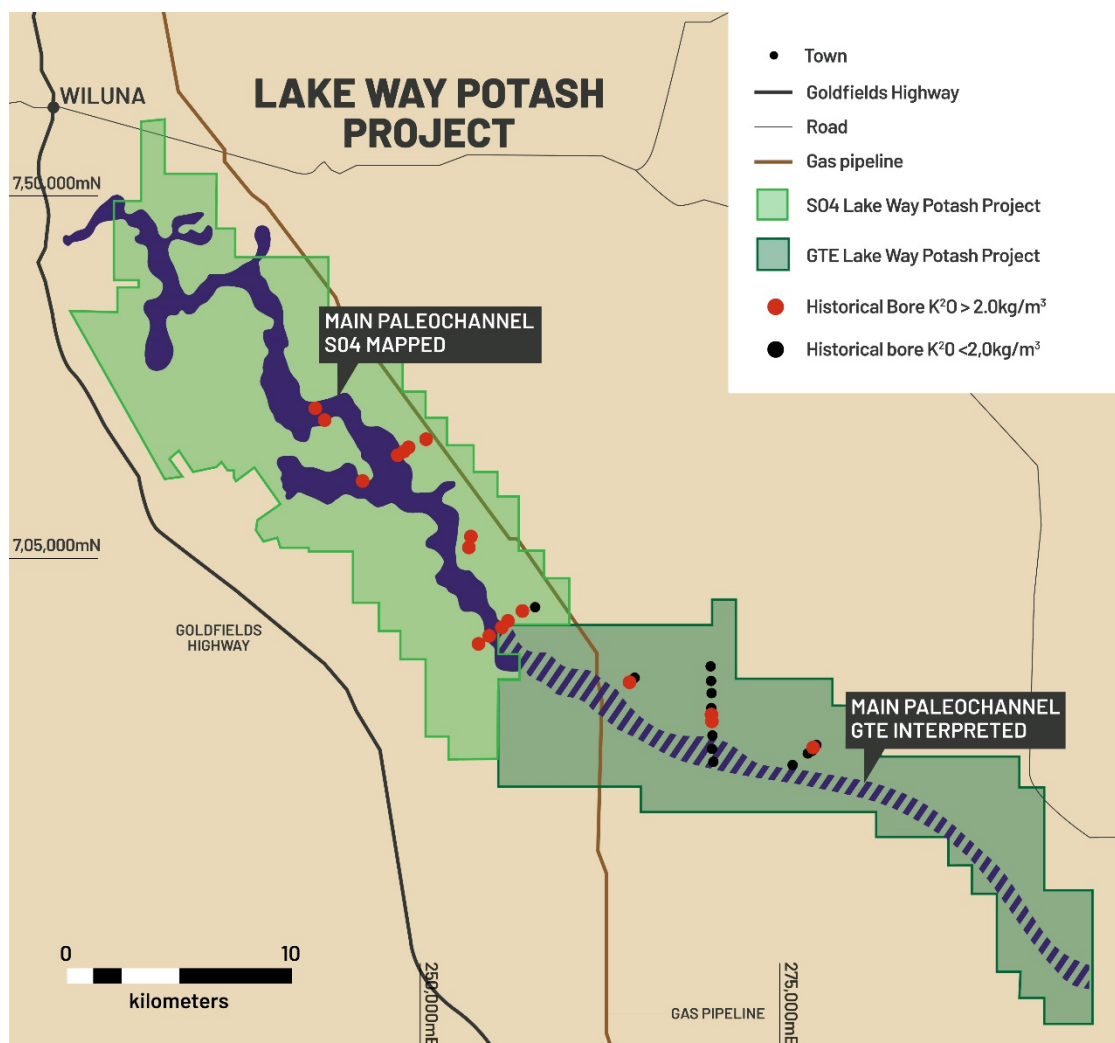 LAKE WAY POTASH
PROJECT
WILUNA
7,50,000mN
MAIN PALEOCHANNEL
S04 MAPPED
7,05,000mN
GOLDFIELDS
HIGHWAY
MAIN PALEOCHANNEL
GTE INTERPRETED
0 10
kilometers
250,000mE
275,000mE
GAS PIPELINE
Town
Goldfields Highway
Road
Gas pipeline
S04 Lake Way Potash Project
GTE Lake Way Potash Project
Historical Bore K²O > 2.0kg/m³
Historical bore K²O <2,0kg/m³